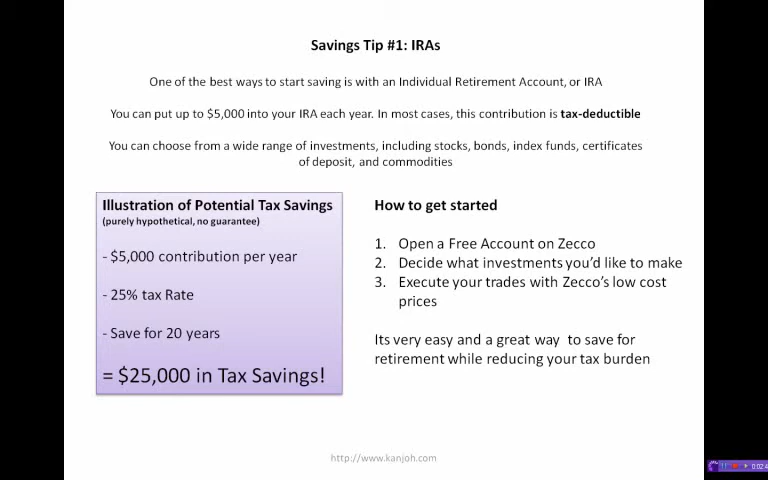 Savings Tip #1: IRAs
One of the best ways to start saving is with an Individual Retirement Account, or IRA
You can put up to $5,000 into your IRA each year. In most cases, this contribution is tax-deductible
You can choose from a wide range of investments, including stocks, bonds, index funds, certificates
of deposit, and commodities
Illustration of Potential Tax Savings
(purely hypothetical, no guarantee)
- $5,000 contribution per year
- 25% tax Rate
- Save for 20 years
= $25,000 in Tax Savings!
How to get started
1. Open a Free Account on Zecco
2. Decide what investments you'd like to make
3. Execute your trades with Zecco's low cost
prices
Its very easy and a great way to save for
retirement while reducing your tax burden
http://www.kanjoh.com